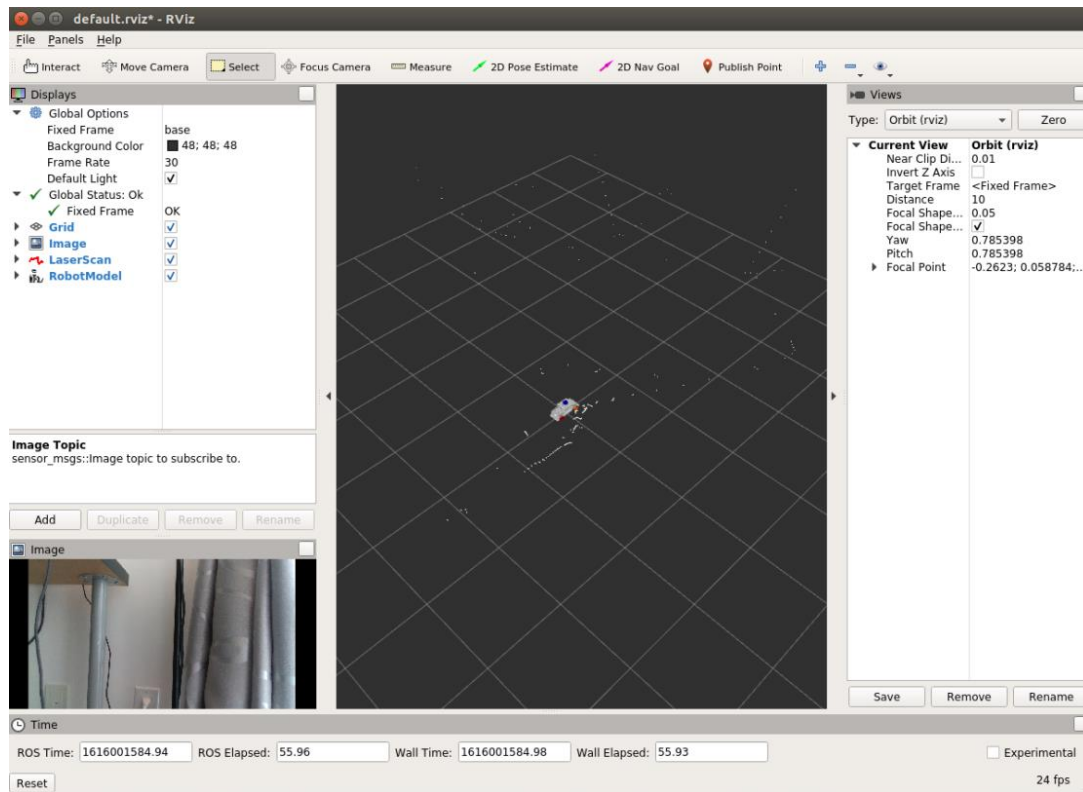 default.rviz* - RViz
File Panels Help
Interact Move Camera Select Focus Camera Measure 2D Pose Estimate 2D Nav Goal Publish Point
Displays
Global Options
Fixed Frame base
Background Color 48; 48; 48
Frame Rate 30
Default Light
Global Status: Ok
Fixed Frame OK
Grid
Image
LaserScan
RobotModel
Image Topic
sensor_msgs::Image topic to subscribe to.
Add Duplicate Remove Rename
Image
Views
Type: Orbit (rviz) Zero
Current View Orbit (rviz)
Near Clip Di... 0.01
Invert Z Axis
Target Frame <Fixed Frame>
Distance 10
Focal Shape... 0.05
Focal Shape...
Yaw 0.785398
Pitch 0.785398
Focal Point -0.2623; 0.058784;...
Save Remove Rename
Time
ROS Time: 1616001584.94 ROS Elapsed: 55.96 Wall Time: 1616001584.98 Wall Elapsed: 55.93 Experimental
Reset 24 fps